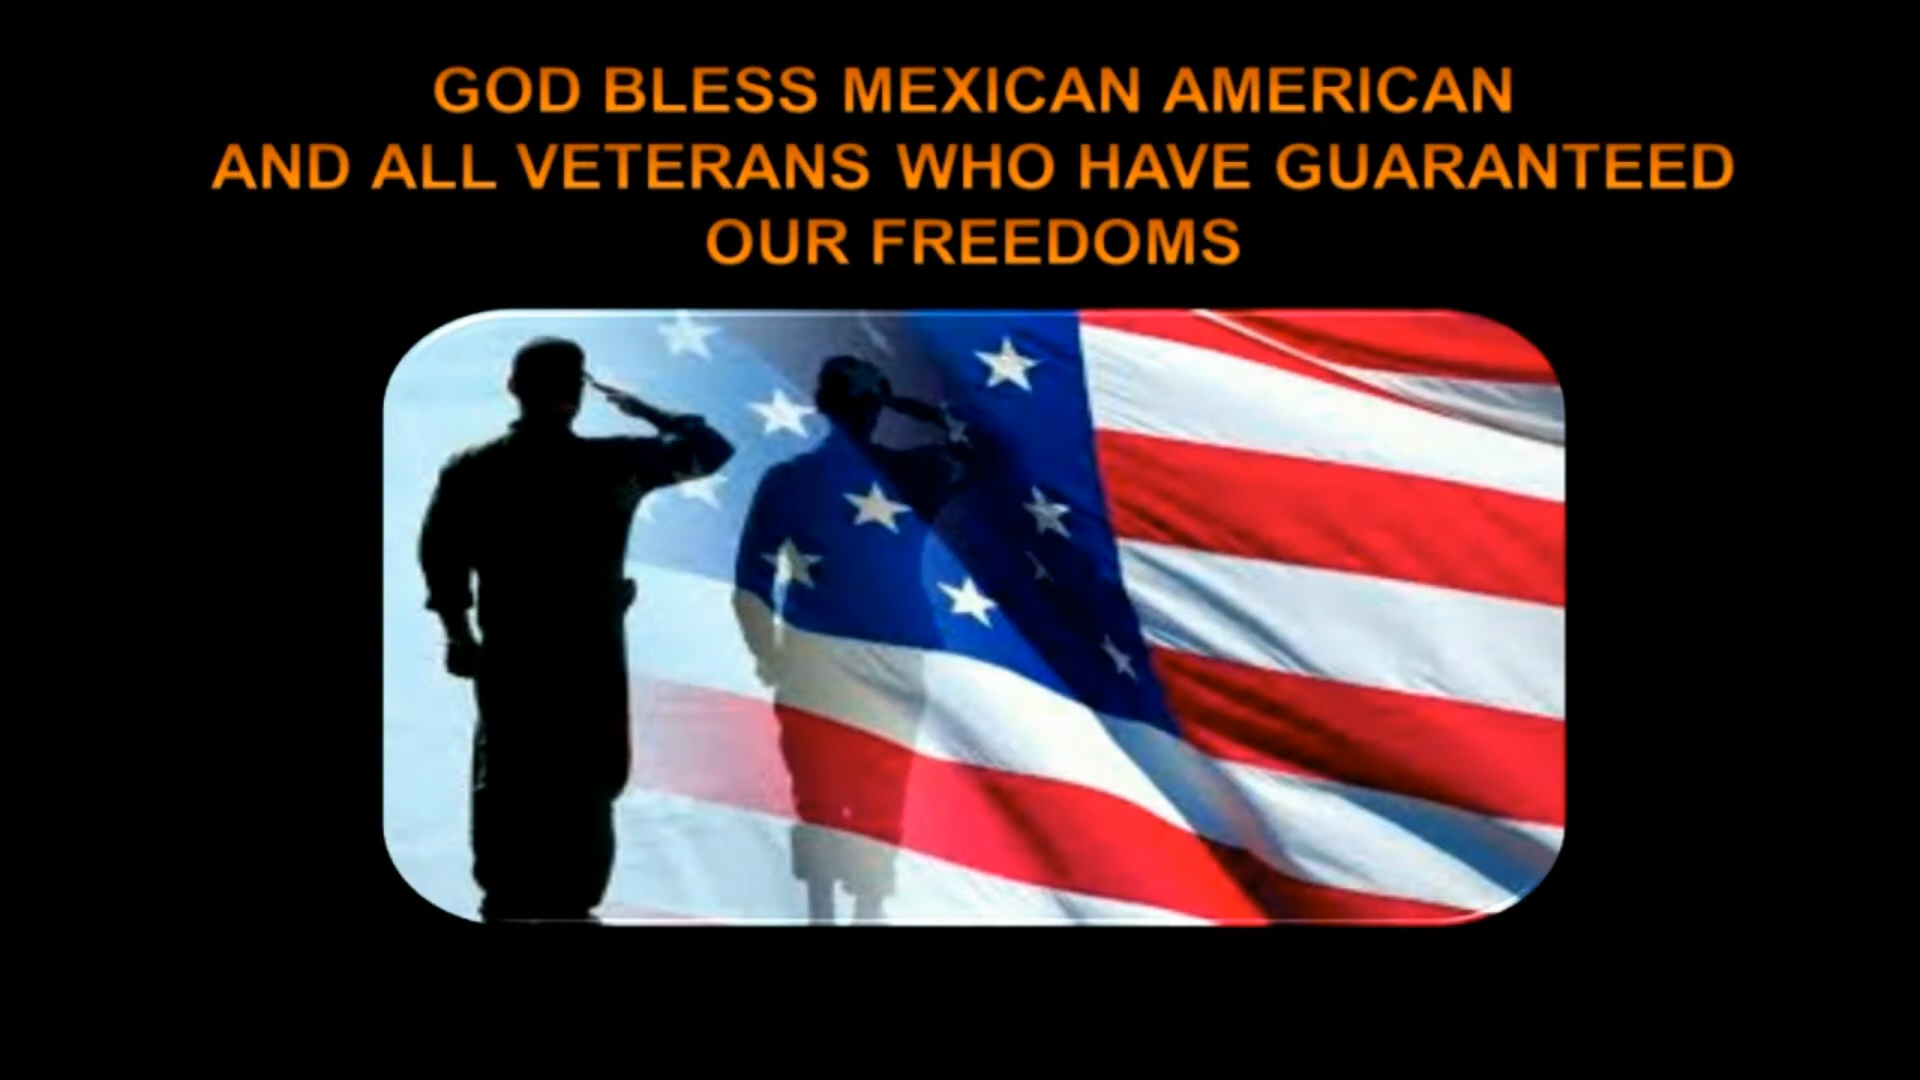 GOD BLESS MEXICAN AMERICAN
AND ALL VETERANS WHO HAVE GUARANTEED
OUR FREEDOMS